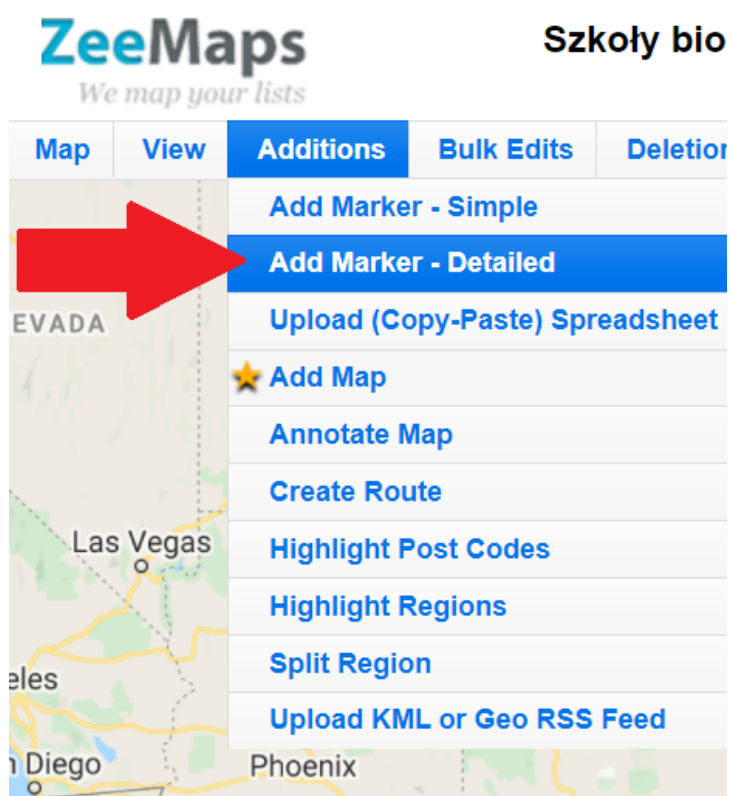 ZeeMaps
Szkoły bio
We map your lists
Map View Additions Bulk Edits Deletion
Add Marker - Simple
Add Marker - Detailed
EVADA
Upload (Copy-Paste) Spreadsheet
Add Map
Annotate Map
Create Route
Las Vegas
Highlight Post Codes
Highlight Regions
Split Region
eles
Upload KML or Geo RSS Feed
n Diego
Phoenix